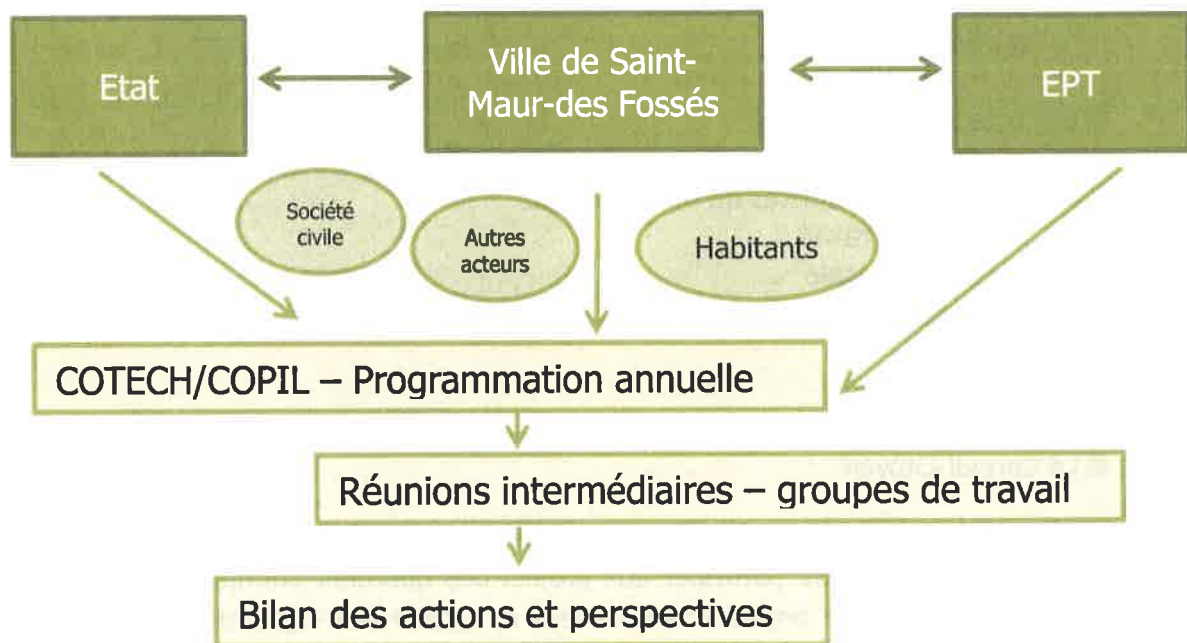 Etat
Ville de Saint-
Maur-des Fossés
EPT
Société
civile
Autres
acteurs
Habitants
COTECH/COPIL – Programmation annuelle
Réunions intermédiaires – groupes de travail
Bilan des actions et perspectives